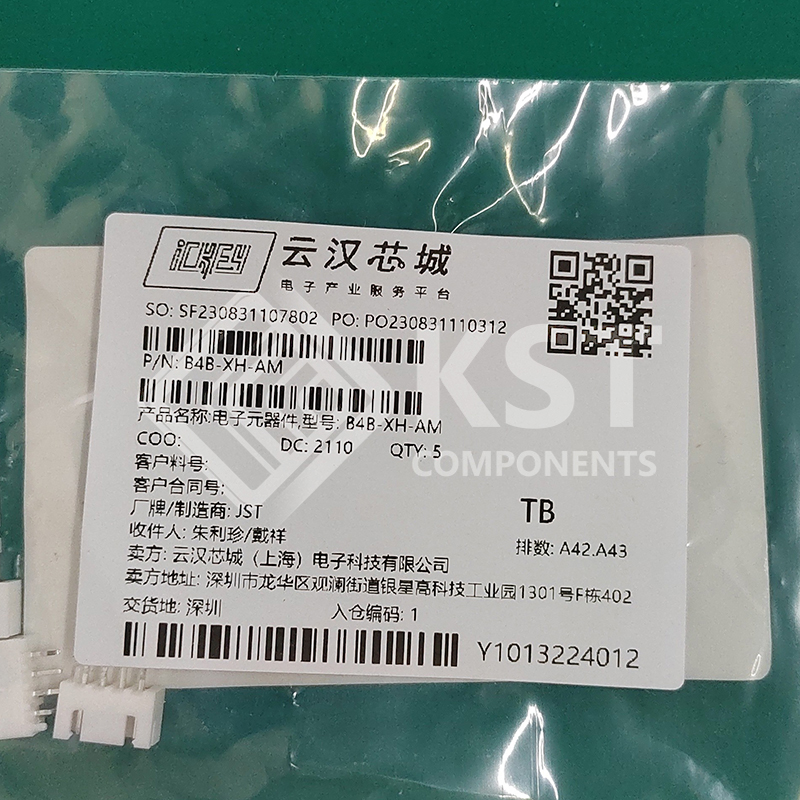 iCKEY 云汉芯城
电子产业服务平台
SO: SF230831107802 PO: PO230831110312
P/N: B4B-XH-AM
产品名称:电子元器件,型号: B4B-XH-AM
COO: DC: 2110 QTY: 5
客户料号:
客户合同号:
厂牌/制造商: JST
TB
收件人: 朱利珍/戴祥
排数: A42.A43
卖方: 云汉芯城（上海）电子科技有限公司
卖方地址: 深圳市龙华区观澜街道银星高科技工业园1301号F栋402
交货地: 深圳 入仓编码: 1
Y1013224012
KST
COMPONENTS